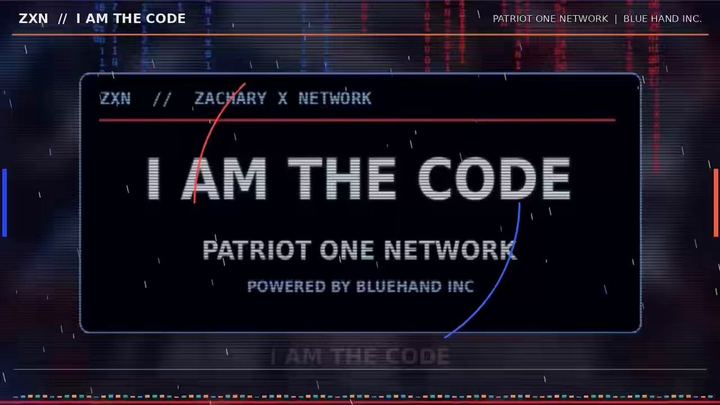 ZXN // I AM THE CODE
PATRIOT ONE NETWORK | BLUE HAND INC.
ZXN // ZACHARY X NETWORK
I AM THE CODE
PATRIOT ONE NETWORK
POWERED BY BLUEHAND INC
I AM THE CODE